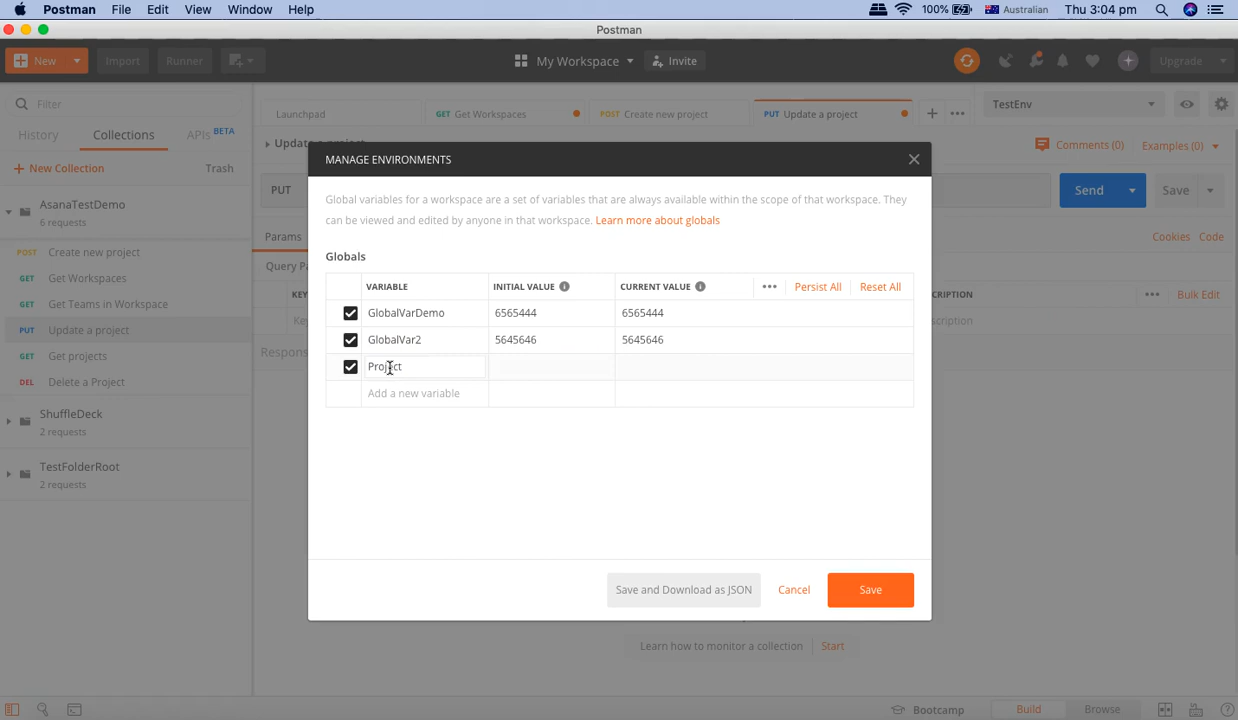 Postman File Edit View Window Help 100% Australian Thu 3:04 pm
Postman
New Import Runner My Workspace Invite Upgrade
Filter
Launchpad GET Get Workspaces POST Create new project PUT Update a project TestEnv
History Collections APIs BETA
New Collection Trash
Comments (0) Examples (0)
AsanaTestDemo
6 requests
PUT Send Save
POST Create new project
GET Get Workspaces
GET Get Teams in Workspace
PUT Update a project
GET Get projects
DEL Delete a Project
ShuffleDeck
2 requests
TestFolderRoot
2 requests
Params Cookies Code
Bulk Edit
MANAGE ENVIRONMENTS
Global variables for a workspace are a set of variables that are always available within the scope of that workspace. They
can be viewed and edited by anyone in that workspace. Learn more about globals
Globals
VARIABLE INITIAL VALUE CURRENT VALUE Persist All Reset All
GlobalVarDemo 6565444 6565444
GlobalVar2 5645646 5645646
Project
Add a new variable
Save and Download as JSON Cancel Save
Learn how to monitor a collection Start
Bootcamp Build Browse